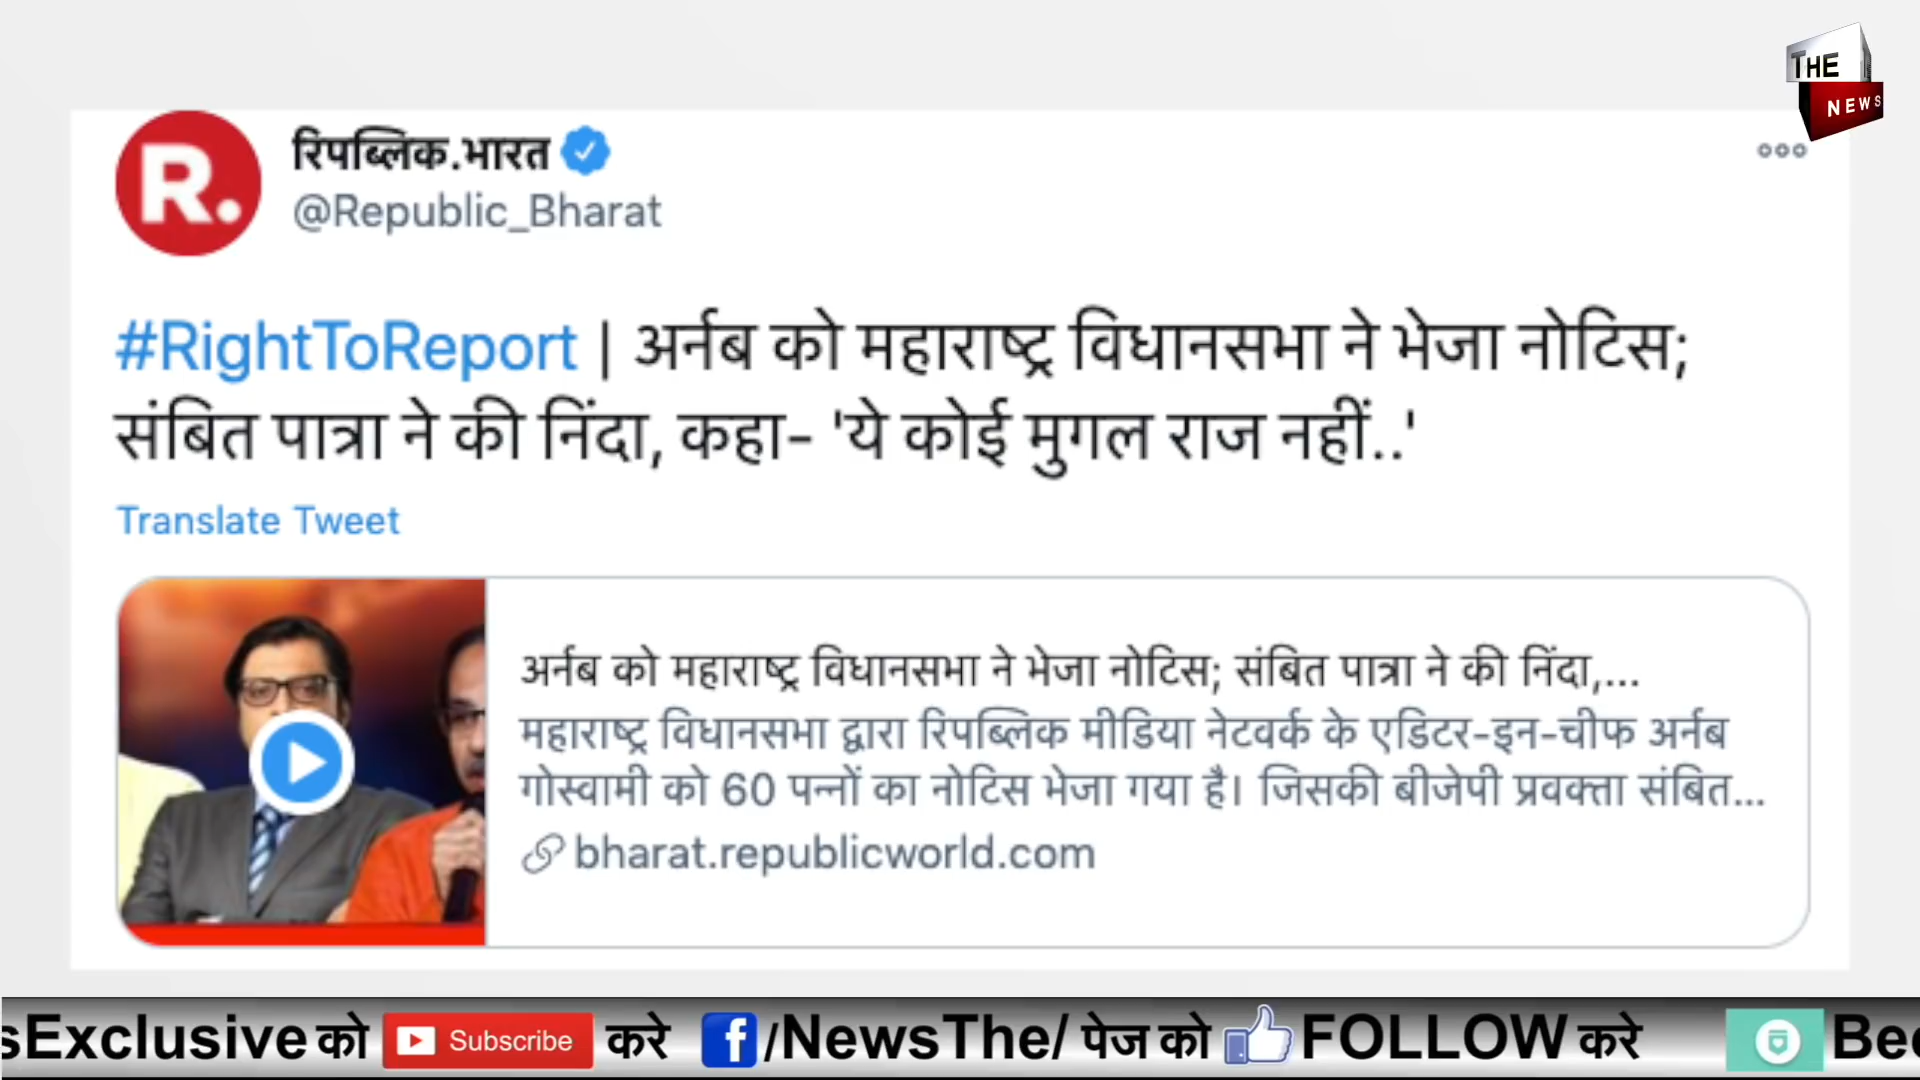 THE
NEWS
R.
रिपब्लिक.भारत
@Republic_Bharat
#RightToReport | अर्नब को महाराष्ट्र विधानसभा ने भेजा नोटिस;
संबित पात्रा ने की निंदा, कहा- 'ये कोई मुगल राज नहीं..'
Translate Tweet
अर्नब को महाराष्ट्र विधानसभा ने भेजा नोटिस; संबित पात्रा ने की निंदा,...
महाराष्ट्र विधानसभा द्वारा रिपब्लिक मीडिया नेटवर्क के एडिटर-इन-चीफ अर्नब
गोस्वामी को 60 पन्नों का नोटिस भेजा गया है। जिसकी बीजेपी प्रवक्ता संबित...
bharat.republicworld.com
sExclusive को Subscribe करे f/NewsThe/ पेज को FOLLOW करे Bec